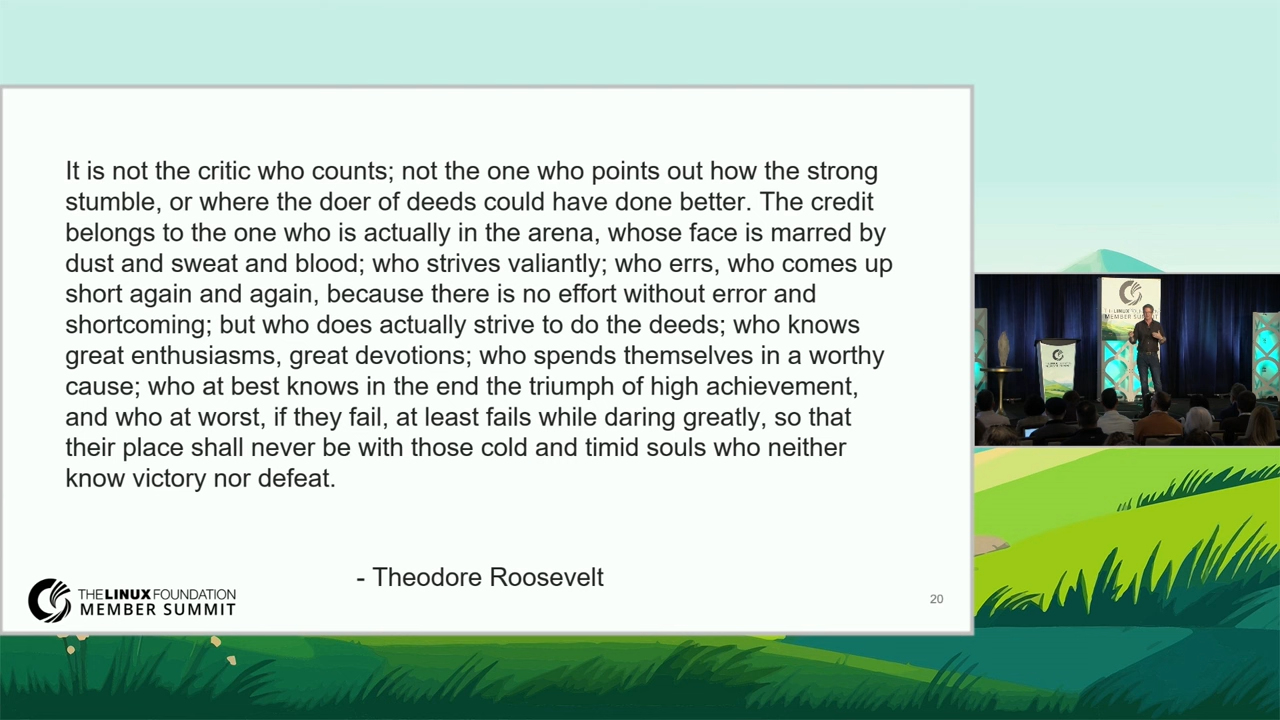 It is not the critic who counts; not the one who points out how the strong
stumble, or where the doer of deeds could have done better. The credit
belongs to the one who is actually in the arena, whose face is marred by
dust and sweat and blood; who strives valiantly; who errs, who comes up
short again and again, because there is no effort without error and
shortcoming; but who does actually strive to do the deeds; who knows
great enthusiasms, great devotions; who spends themselves in a worthy
cause; who at best knows in the end the triumph of high achievement,
and who at worst, if they fail, at least fails while daring greatly, so that
their place shall never be with those cold and timid souls who neither
know victory nor defeat.
- Theodore Roosevelt
THE LINUX FOUNDATION
MEMBER SUMMIT
20
MEMBER SUMMIT